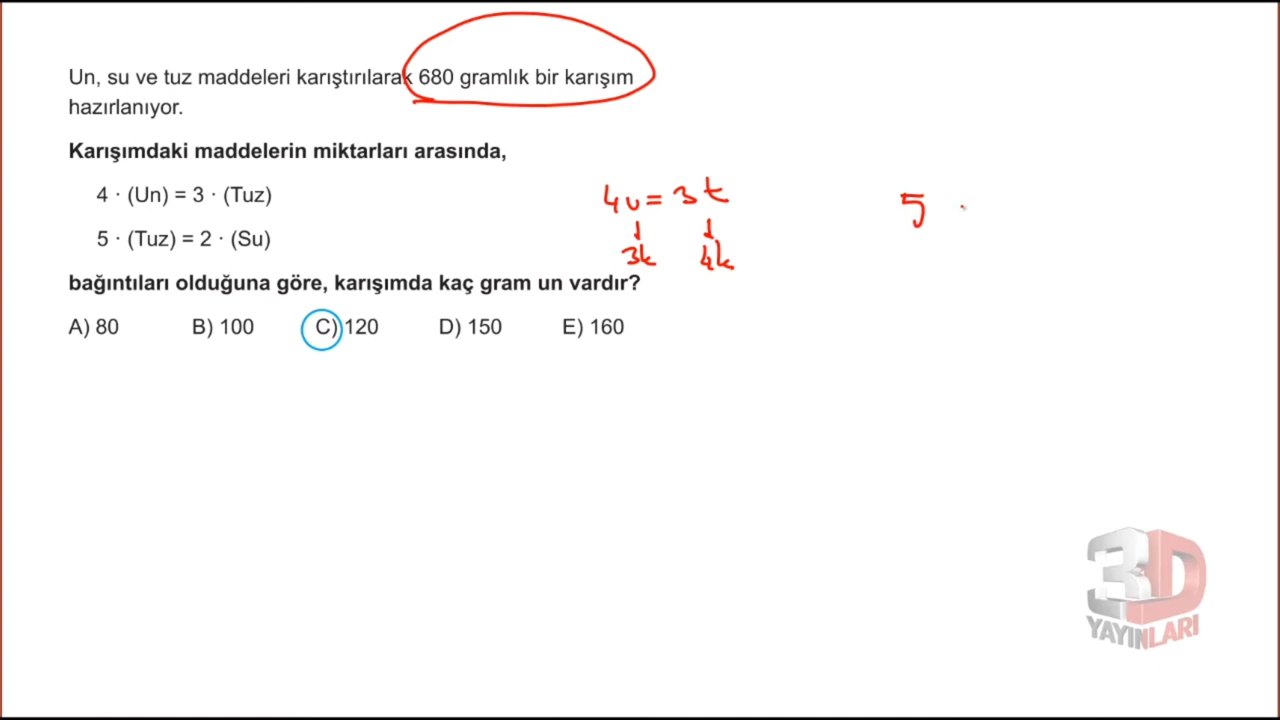 Un, su ve tuz maddeleri karıştırılarak 680 gramlık bir karışım
hazırlanıyor.
Karışımdaki maddelerin miktarları arasında,
4 · (Un) = 3 · (Tuz)
5 · (Tuz) = 2 · (Su)
bağıntıları olduğuna göre, karışımda kaç gram un vardır?
A) 80 B) 100 C) 120 D) 150 E) 160
4u = 3t
3k 4k
5 ·
3D
YAYINLARI